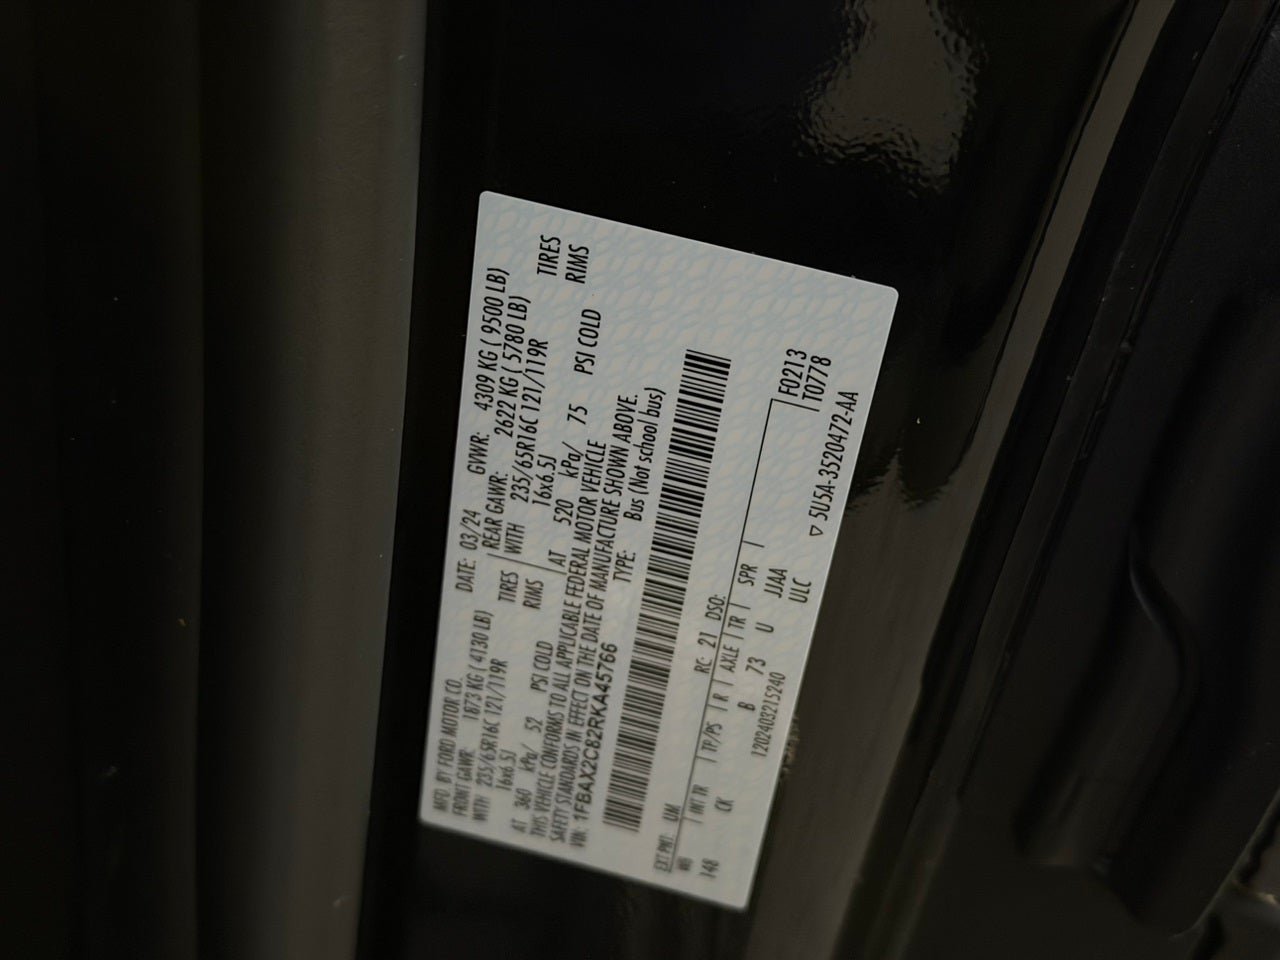 MFD. BY FORD MOTOR CO. DATE: 03/24 GVWR: 4309 KG ( 9500 LB)
FRONT GAWR: 1873 KG ( 4130 LB) REAR GAWR: 2622 KG ( 5780 LB)
WITH 235/65R16C 121/119R TIRES WITH 235/65R16C 121/119R TIRES
16x6.5J RIMS 16x6.5J RIMS
AT 360 kPa/ 52 PSI COLD AT 520 kPa/ 75 PSI COLD
THIS VEHICLE CONFORMS TO ALL APPLICABLE FEDERAL MOTOR VEHICLE
SAFETY STANDARDS IN EFFECT ON THE DATE OF MANUFACTURE SHOWN ABOVE.
VIN: 1FBAX2C82RKA45766 TYPE: Bus (Not school bus)
EXT PNT: UM RC: 21 DSO: F0213
WB INT TR TP/PS R AXLE TR SPR T0778
148 CK B 73 U JJAA
1202403215240 ULC ▽ 5U5A-3520472-AA